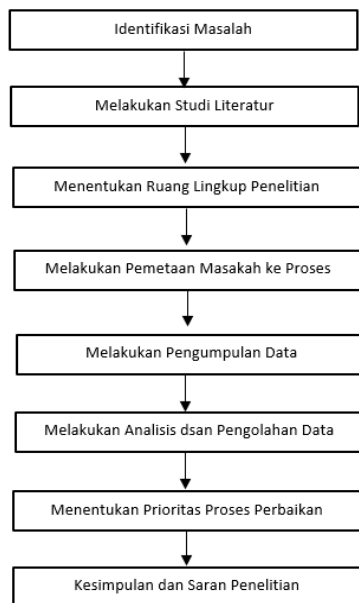 Identifikasi Masalah
Melakukan Studi Literatur
Menentukan Ruang Lingkup Penelitian
Melakukan Pemetaan Masakah ke Proses
Melakukan Pengumpulan Data
Melakukan Analisis dsan Pengolahan Data
Menentukan Prioritas Proses Perbaikan
Kesimpulan dan Saran Penelitian